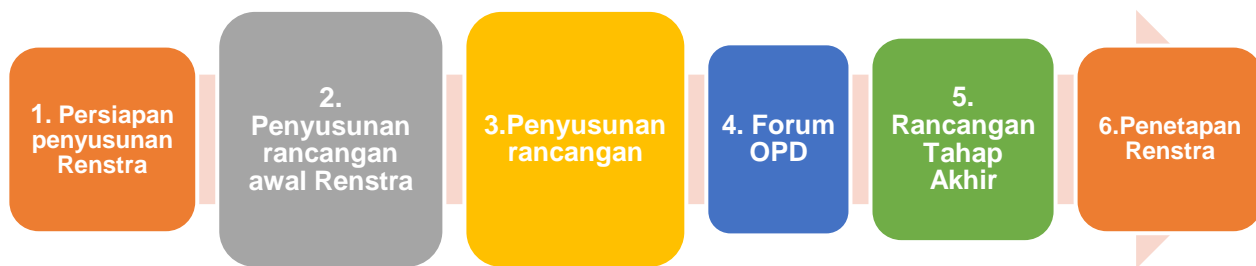 1. Persiapan
penyusunan
Renstra
2.
Penyusunan
rancangan
awal Renstra
3.Penyusunan
rancangan
4. Forum
OPD
5.
Rancangan
Tahap
Akhir
6.Penetapan
Renstra